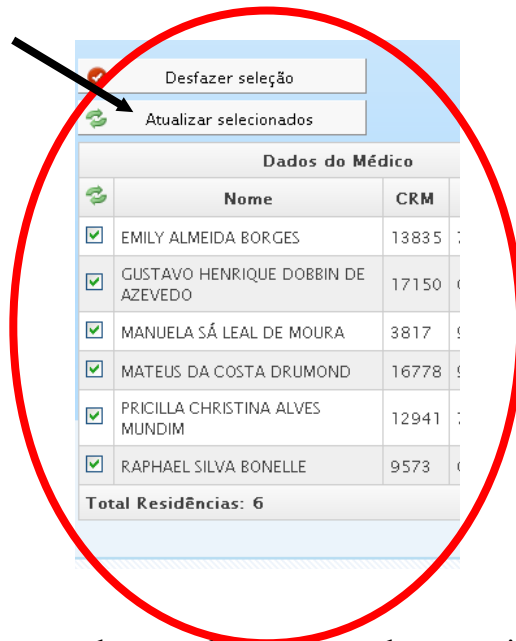 Desfazer seleção
Atualizar selecionados
Dados do Médico
Nome CRM
EMILY ALMEIDA BORGES 13835
GUSTAVO HENRIQUE DOBBIN DE
AZEVEDO 17150
MANUELA SÁ LEAL DE MOURA 3817
MATEUS DA COSTA DRUMOND 16778
PRICILLA CHRISTINA ALVES
MUNDIM 12941
RAPHAEL SILVA BONELLE 9573
Total Residências: 6